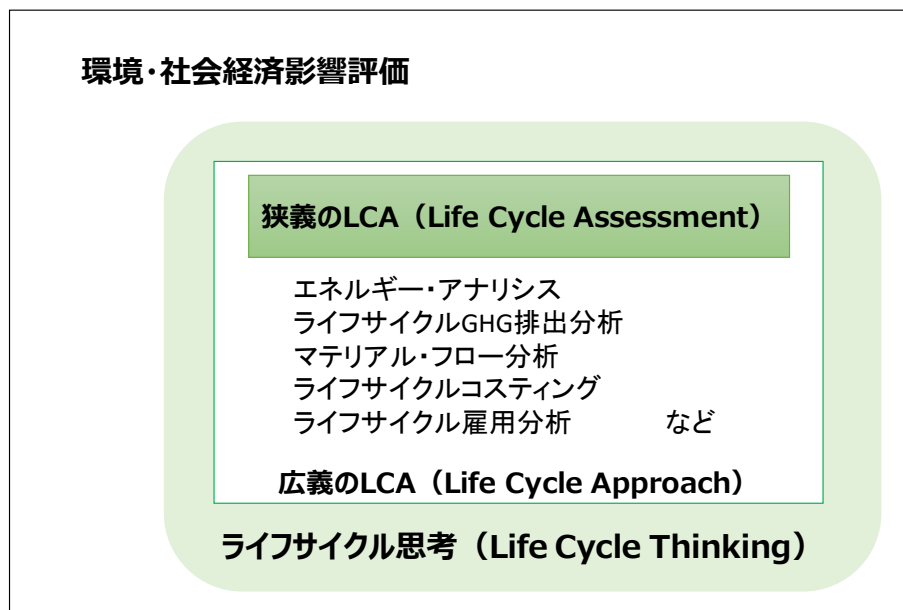 環境・社会経済影響評価
狭義のLCA（Life Cycle Assessment）
エネルギー・アナリシス
ライフサイクルGHG排出分析
マテリアル・フロー分析
ライフサイクルコスティング
ライフサイクル雇用分析 など
広義のLCA（Life Cycle Approach）
ライフサイクル思考（Life Cycle Thinking）